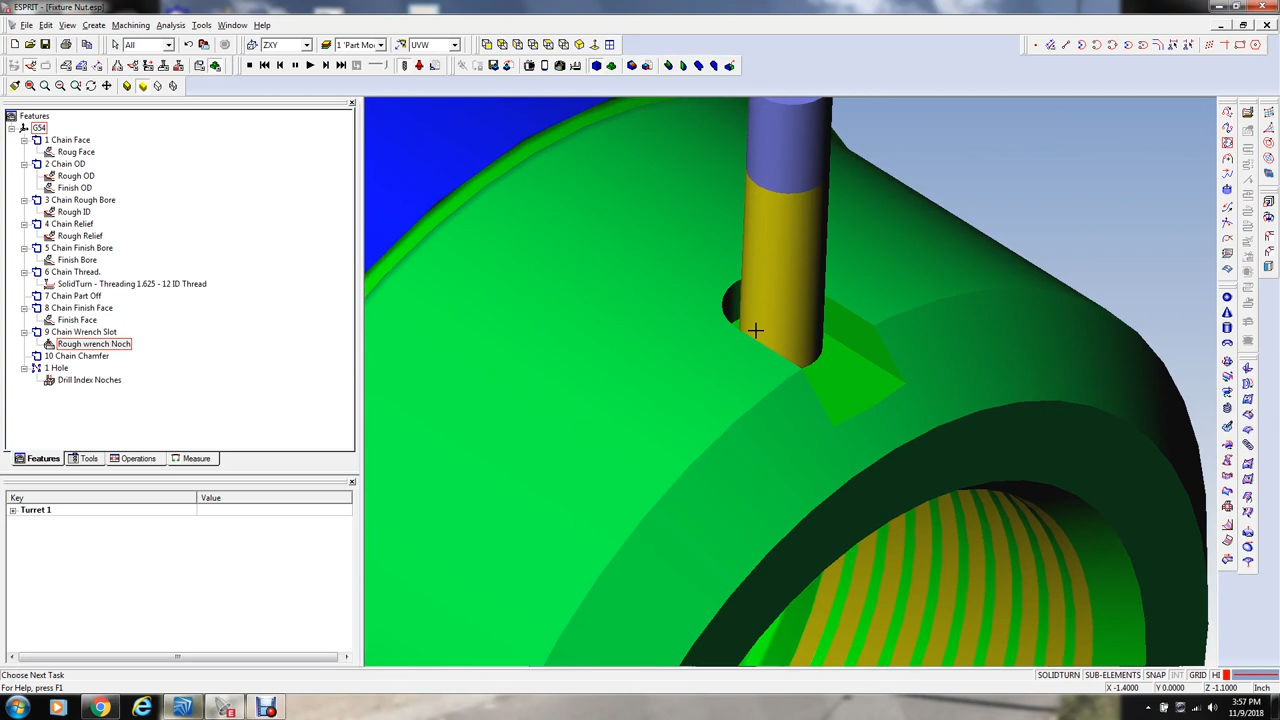 ESPRIT - [Fixture Nut.esp]
File Edit View Create Machining Analysis Tools Window Help
All ZXY 1 'Part Mo UVW
Features
G54
1 Chain Face
Roug Face
2 Chain OD
Rough OD
Finish OD
3 Chain Rough Bore
Rough ID
4 Chain Relief
Rough Relief
5 Chain Finish Bore
Finish Bore
6 Chain Thread.
SolidTurn - Threading 1.625 - 12 ID Thread
7 Chain Part Off
8 Chain Finish Face
Finish Face
9 Chain Wrench Slot
Rough wrench Noch
10 Chain Chamfer
1 Hole
Drill Index Noches
Features Tools Operations Measure
Key Value
Turret 1
Choose Next Task
SOLIDTURN SUB-ELEMENTS SNAP INT GRID HI
For Help, press F1
X -1.4000 Y 0.0000 Z -1.1000 Inch
3:57 PM
11/9/2018